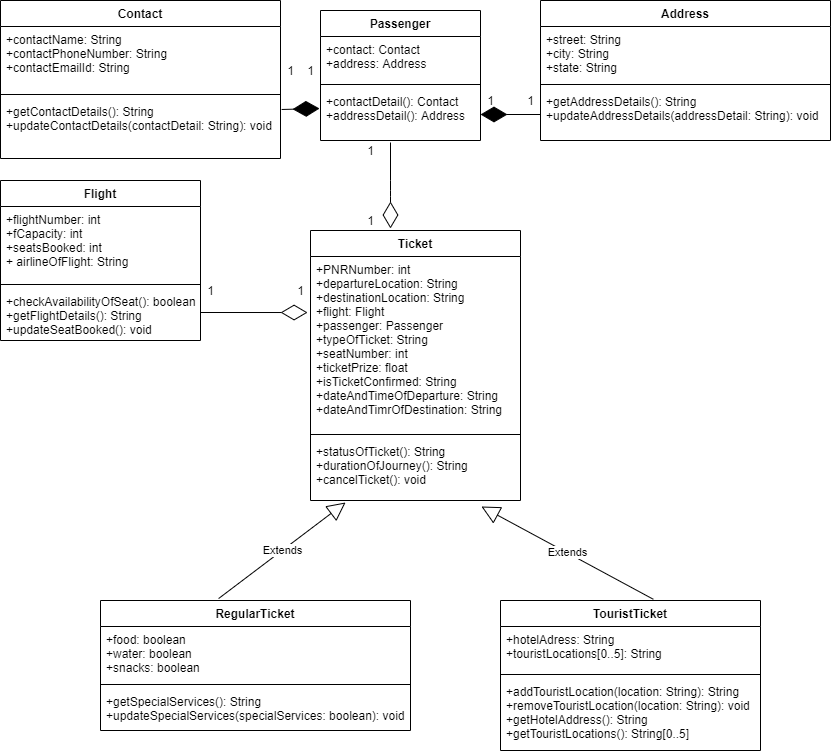 Contact
+contactName: String
+contactPhoneNumber: String
+contactEmailId: String
+getContactDetails(): String
+updateContactDetails(contactDetail: String): void
1
1
Passenger
+contact: Contact
+address: Address
+contactDetail(): Contact
+addressDetail(): Address
1
1
Address
+street: String
+city: String
+state: String
+getAddressDetails(): String
+updateAddressDetails(addressDetail: String): void
1
1
Flight
+flightNumber: int
+fCapacity: int
+seatsBooked: int
+ airlineOfFlight: String
+checkAvailabilityOfSeat(): boolean
+getFlightDetails(): String
+updateSeatBooked(): void
1
1
Ticket
+PNRNumber: int
+departureLocation: String
+destinationLocation: String
+flight: Flight
+passenger: Passenger
+typeOfTicket: String
+seatNumber: int
+ticketPrize: float
+isTicketConfirmed: String
+dateAndTimeOfDeparture: String
+dateAndTimrOfDestination: String
+statusOfTicket(): String
+durationOfJourney(): String
+cancelTicket(): void
Extends
Extends
RegularTicket
+food: boolean
+water: boolean
+snacks: boolean
+getSpecialServices(): String
+updateSpecialServices(specialServices: boolean): void
TouristTicket
+hotelAdress: String
+touristLocations[0..5]: String
+addTouristLocation(location: String): String
+removeTouristLocation(location: String): void
+getHotelAddress(): String
+getTouristLocations(): String[0..5]